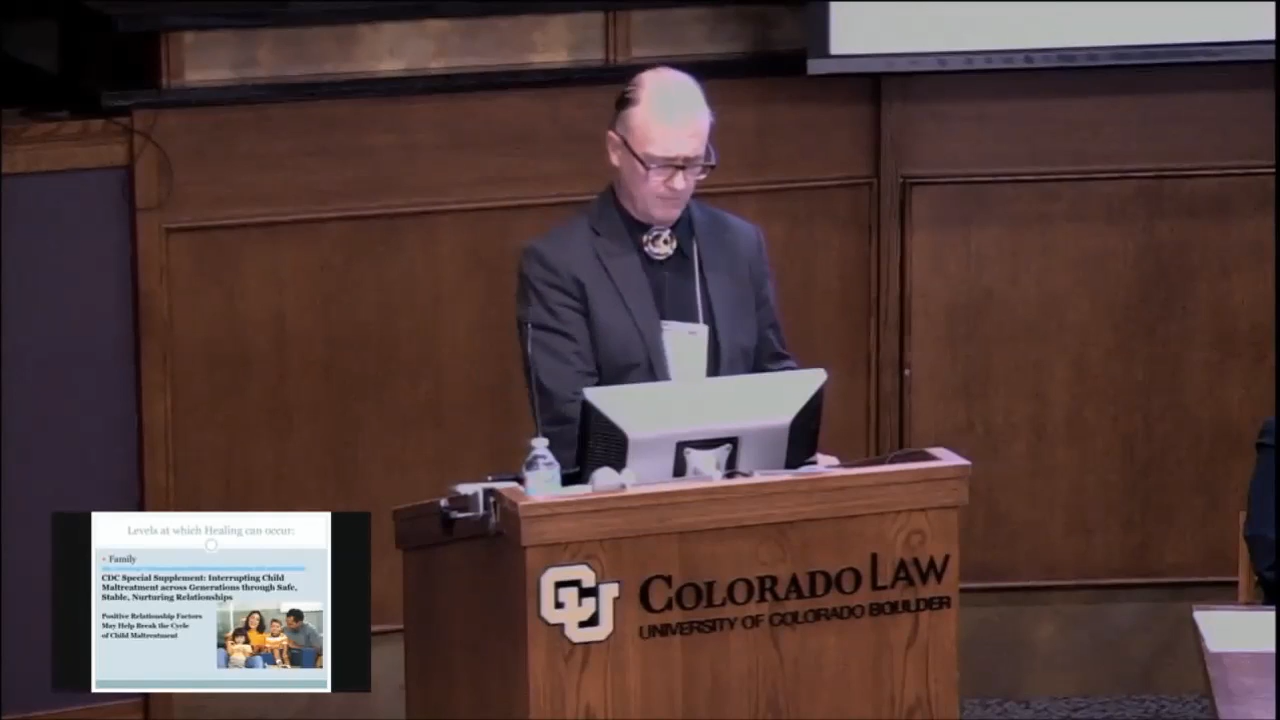 Levels at which Healing can occur:
Family
CDC Special Supplement: Interrupting Child
Maltreatment across Generations through Safe,
Stable, Nurturing Relationships
Positive Relationship Factors
May Help Break the Cycle
of Child Maltreatment
CU
COLORADO LAW
UNIVERSITY OF COLORADO BOULDER